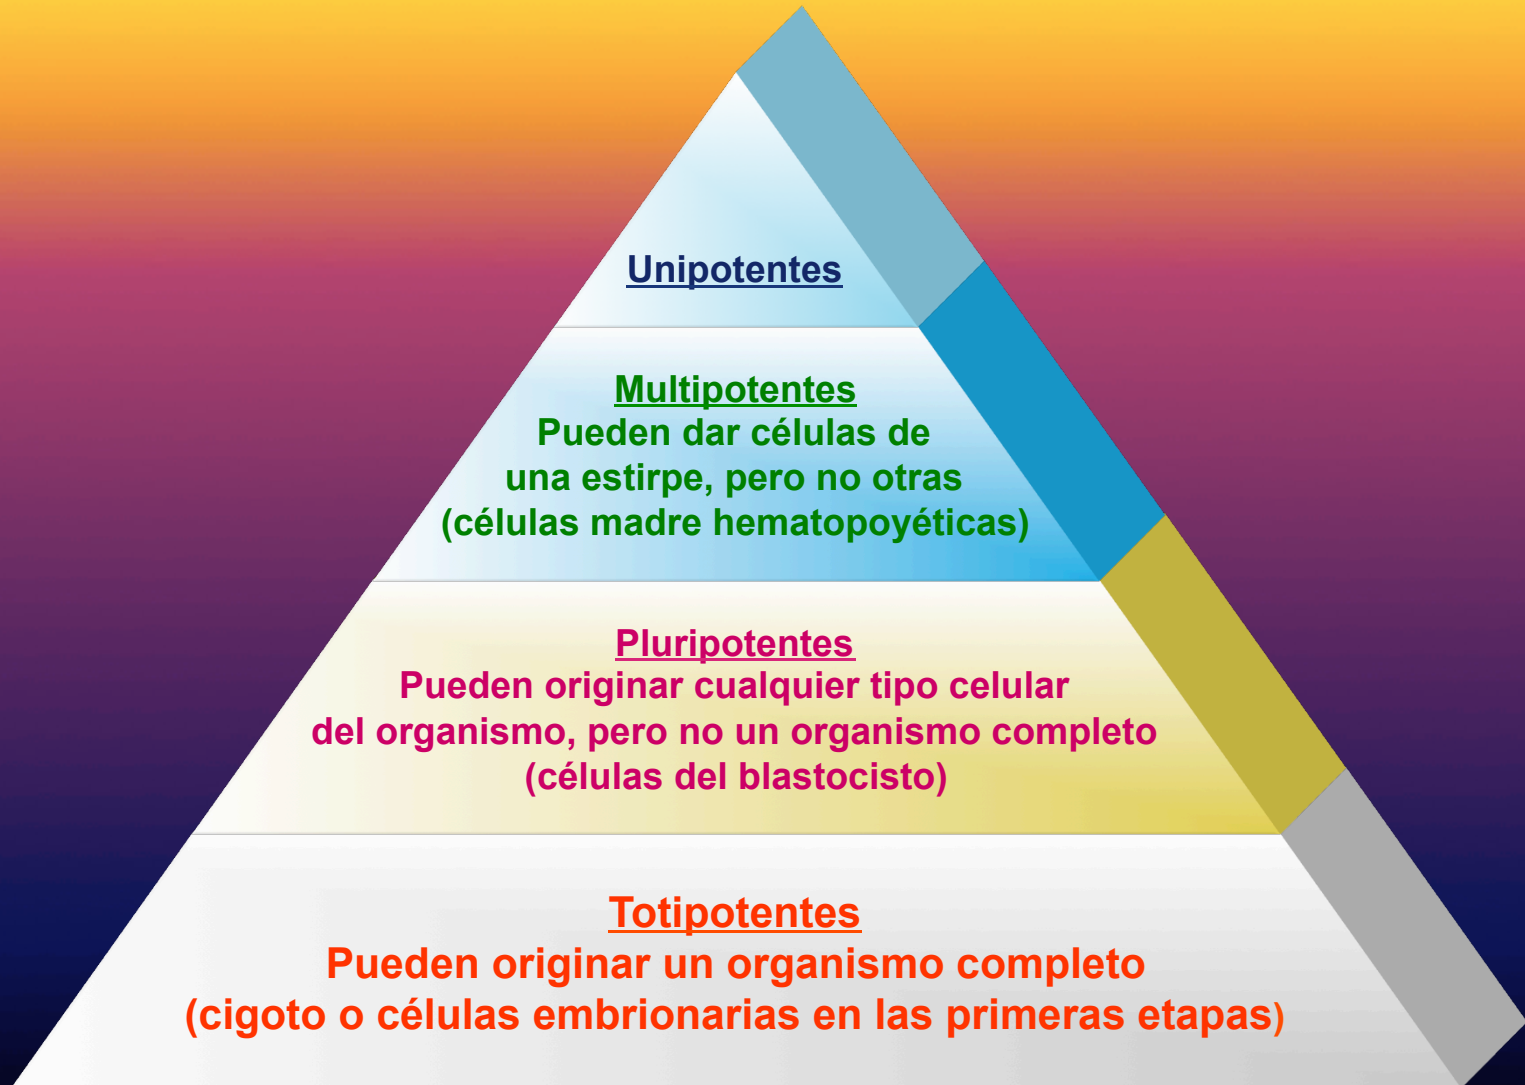 Unipotentes
Multipotentes
Pueden dar células de
una estirpe, pero no otras
(células madre hematopoyéticas)
Pluripotentes
Pueden originar cualquier tipo celular
del organismo, pero no un organismo completo
(células del blastocisto)
Totipotentes
Pueden originar un organismo completo
(cigoto o células embrionarias en las primeras etapas)